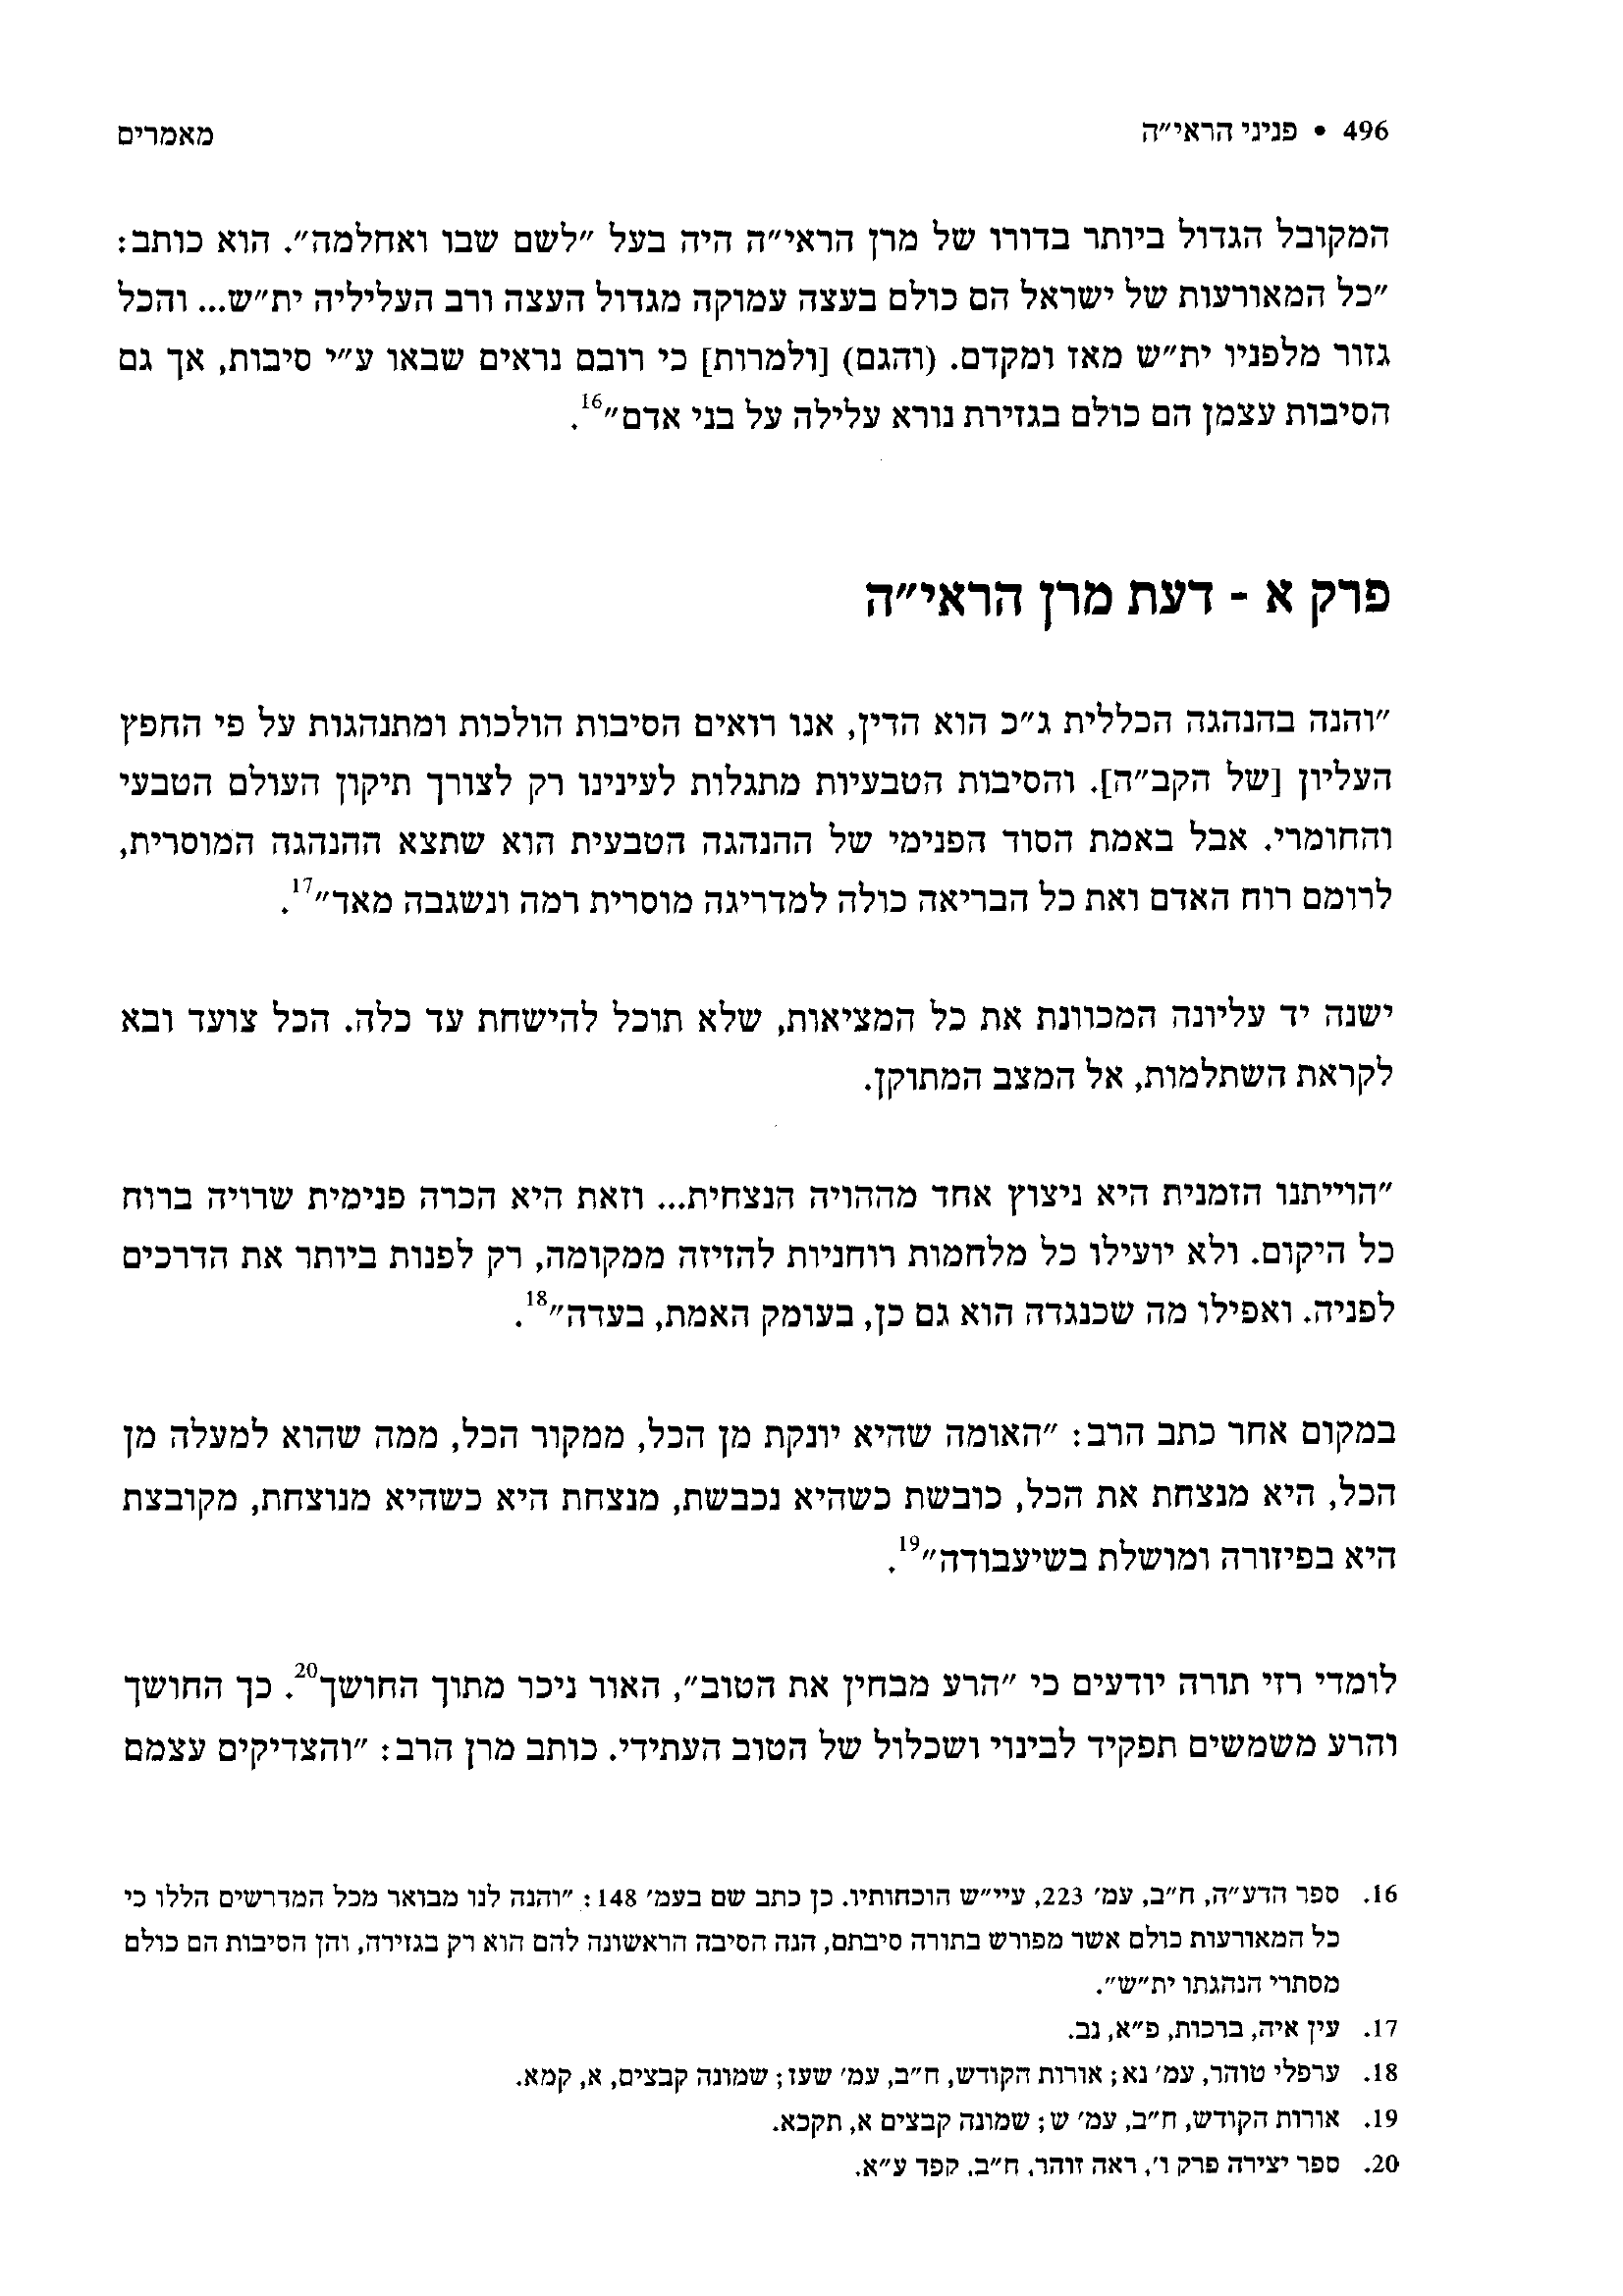 496 • פניני הראי״ה
מאמרים
המקובל הגדול ביותר בדורו של מרן הראי״ה היה בעל ״לשם שבו ואחלמה״. הוא כותב:
״כל המאורעות של ישראל הם כולם בעצה עמוקה מגדול העצה ורב העליליה ית״ש... והכל
גזור מלפניו ית״ש מאז ומקדם. (והגם) [ולמרות] כי רובם נראים שבאו ע״י סיבות, אך גם
הסיבות עצמן הם כולם בגזירת נורא עלילה על בני אדם״16.
פרק א - דעת מרן הראי״ה
״והנה בהנהגה הכללית ג״כ הוא הדין, אנו רואים הסיבות הולכות ומתנהגות על פי החפץ
העליון [של הקב״ה]. והסיבות הטבעיות מתגלות לעינינו רק לצורך תיקון העולם הטבעי
והחומרי. אבל באמת הסוד הפנימי של ההנהגה הטבעית הוא שתצא ההנהגה המוסרית,
לרומם רוח האדם ואת כל הבריאה כולה למדריגה מוסרית רמה ונשגבה מאד״17.
ישנה יד עליונה המכוונת את כל המציאות, שלא תוכל להישחת עד כלה. הכל צועד ובא
לקראת השתלמות, אל המצב המתוקן.
״הוייתנו הזמנית היא ניצוץ אחד מההויה הנצחית... וזאת היא הכרה פנימית שרויה ברוח
כל היקום. ולא יועילו כל מלחמות רוחניות להזיזה ממקומה, רק לפנות ביותר את הדרכים
לפניה. ואפילו מה שכנגדה הוא גם כן, בעומק האמת, בעדה״18.
במקום אחר כתב הרב: ״האומה שהיא יונקת מן הכל, ממקור הכל, ממה שהוא למעלה מן
הכל, היא מנצחת את הכל, כובשת כשהיא נכבשת, מנצחת היא כשהיא מנוצחת, מקובצת
היא בפיזורה ומושלת בשיעבודה״19.
לומדי רזי תורה יודעים כי ״הרע מבחין את הטוב״, האור ניכר מתוך החושך20. כך החושך
והרע משמשים תפקיד לבינוי ושכלול של הטוב העתידי. כותב מרן הרב: ״והצדיקים עצמם
16. ספר הדע״ה, ח״ב, עמ׳ 223, עיי״ש הוכחותיו. כן כתב שם בעמ׳ 148: ״והנה לנו מבואר מכל המדרשים הללו כי
כל המאורעות כולם אשר מפורש בתורה סיבתם, הנה הסיבה הראשונה להם הוא רק בגזירה, והן הסיבות הם כולם
מסתרי הנהגתו ית״ש״.
17. עין איה, ברכות, פ״א, נב.
18. ערפלי טוהר, עמ׳ נא; אורות הקודש, ח״ב, עמ׳ שעז; שמונה קבצים, א, קמא.
19. אורות הקודש, ח״ב, עמ׳ ש; שמונה קבצים א, תקכא.
20. ספר יצירה פרק ו׳, ראה זוהר, ח״ב, קפד ע״א.